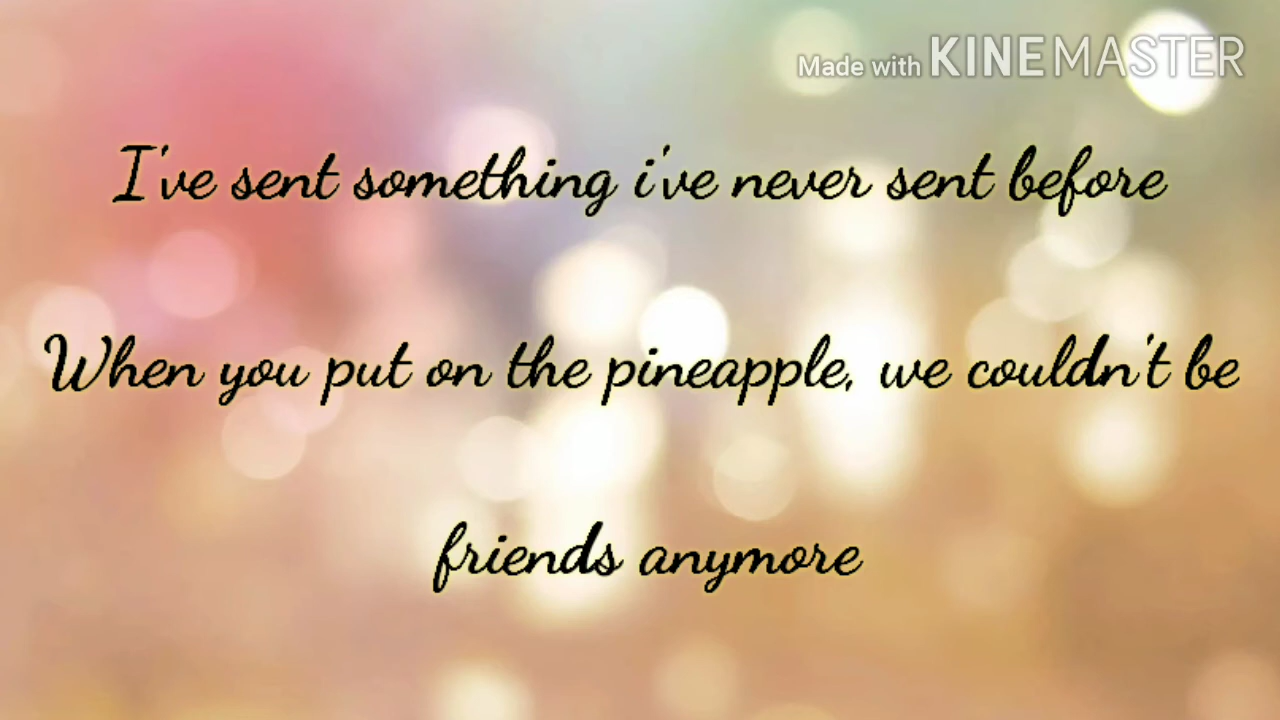 Made with KINEMASTER
I've sent something i've never sent before
When you put on the pineapple, we couldn't be
friends anymore